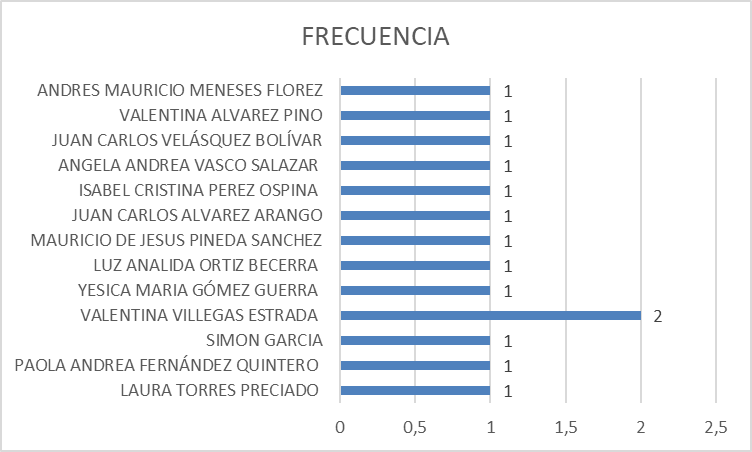 FRECUENCIA
ANDRES MAURICIO MENESES FLOREZ 1
VALENTINA ALVAREZ PINO 1
JUAN CARLOS VELÁSQUEZ BOLÍVAR 1
ANGELA ANDREA VASCO SALAZAR 1
ISABEL CRISTINA PEREZ OSPINA 1
JUAN CARLOS ALVAREZ ARANGO 1
MAURICIO DE JESUS PINEDA SANCHEZ 1
LUZ ANALIDA ORTIZ BECERRA 1
YESICA MARIA GÓMEZ GUERRA 1
VALENTINA VILLEGAS ESTRADA 2
SIMON GARCIA 1
PAOLA ANDREA FERNÁNDEZ QUINTERO 1
LAURA TORRES PRECIADO 1
0 0,5 1 1,5 2 2,5